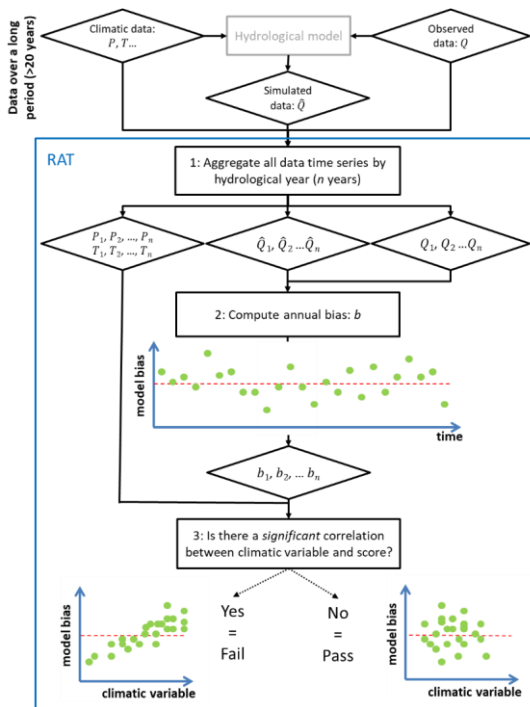 Data over a long
period (>20 years)
Climatic data:
P, T…
Hydrological model
Observed
data: Q
Simulated
data: Q̂
RAT
1: Aggregate all data time series by
hydrological year (n years)
P₁, P₂, …, Pₙ
T₁, T₂, …, Tₙ
Q̂₁, Q̂₂ …Q̂ₙ
Q₁, Q₂ …Qₙ
2: Compute annual bias: b
model bias
time
b₁, b₂, … bₙ
3: Is there a significant correlation
between climatic variable and score?
Yes
=
Fail
No
=
Pass
model bias
climatic variable
model bias
climatic variable